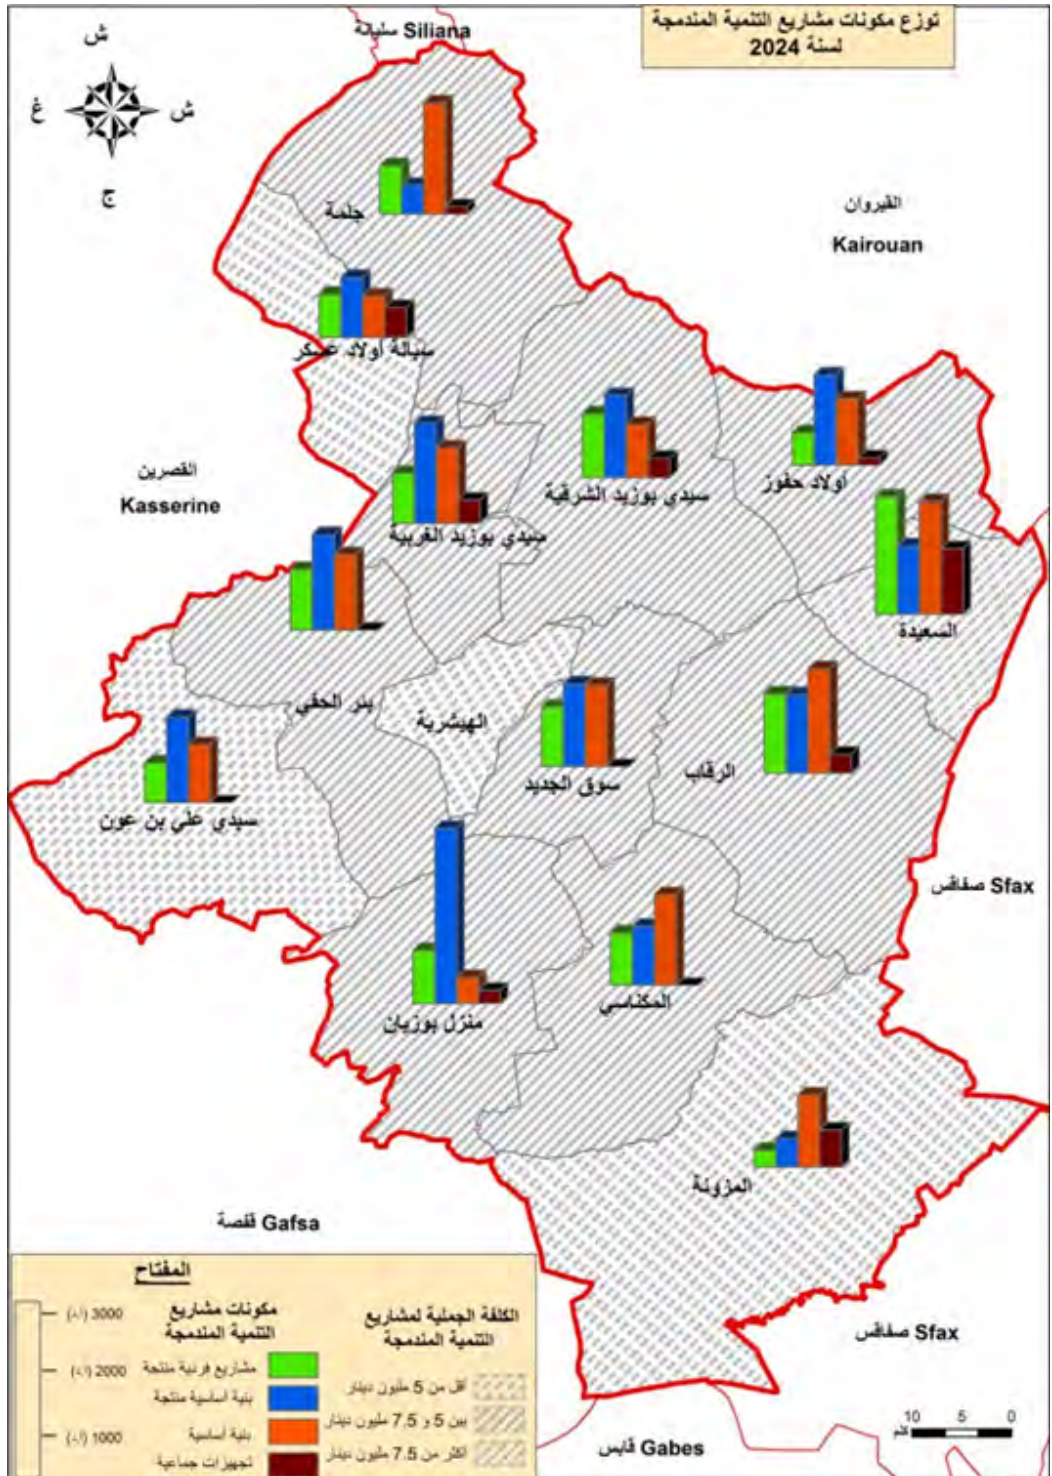 توزع مكونات مشاريع التنمية المندمجة
لسنة 2024
سليانة Siliana
ش
غ
ش
ج
القيروان
Kairouan
جلمة
سبالة أولاد عسكر
القصرين
Kasserine
سيدي بوزيد الشرقية
أولاد حفوز
سيدي بوزيد الغربية
السعيدة
بئر الحفي
الهيشرية
سوق الجديد
الرقاب
سيدي علي بن عون
صفاقس Sfax
منزل بوزيان
المكناسي
المزونة
قفصة Gafsa
صفاقس Sfax
قابس Gabes
المفتاح
الكلفة الجملية لمشاريع
التنمية المندمجة
أقل من 5 مليون دينار
بين 5 و 7.5 مليون دينار
أكثر من 7.5 مليون دينار
مكونات مشاريع
التنمية المندمجة
مشاريع فردية منتجة
بنية اساسية منتجة
بنية أساسية
تجهيزات جماعية
3000
2000
1000
10 5 0
كلم